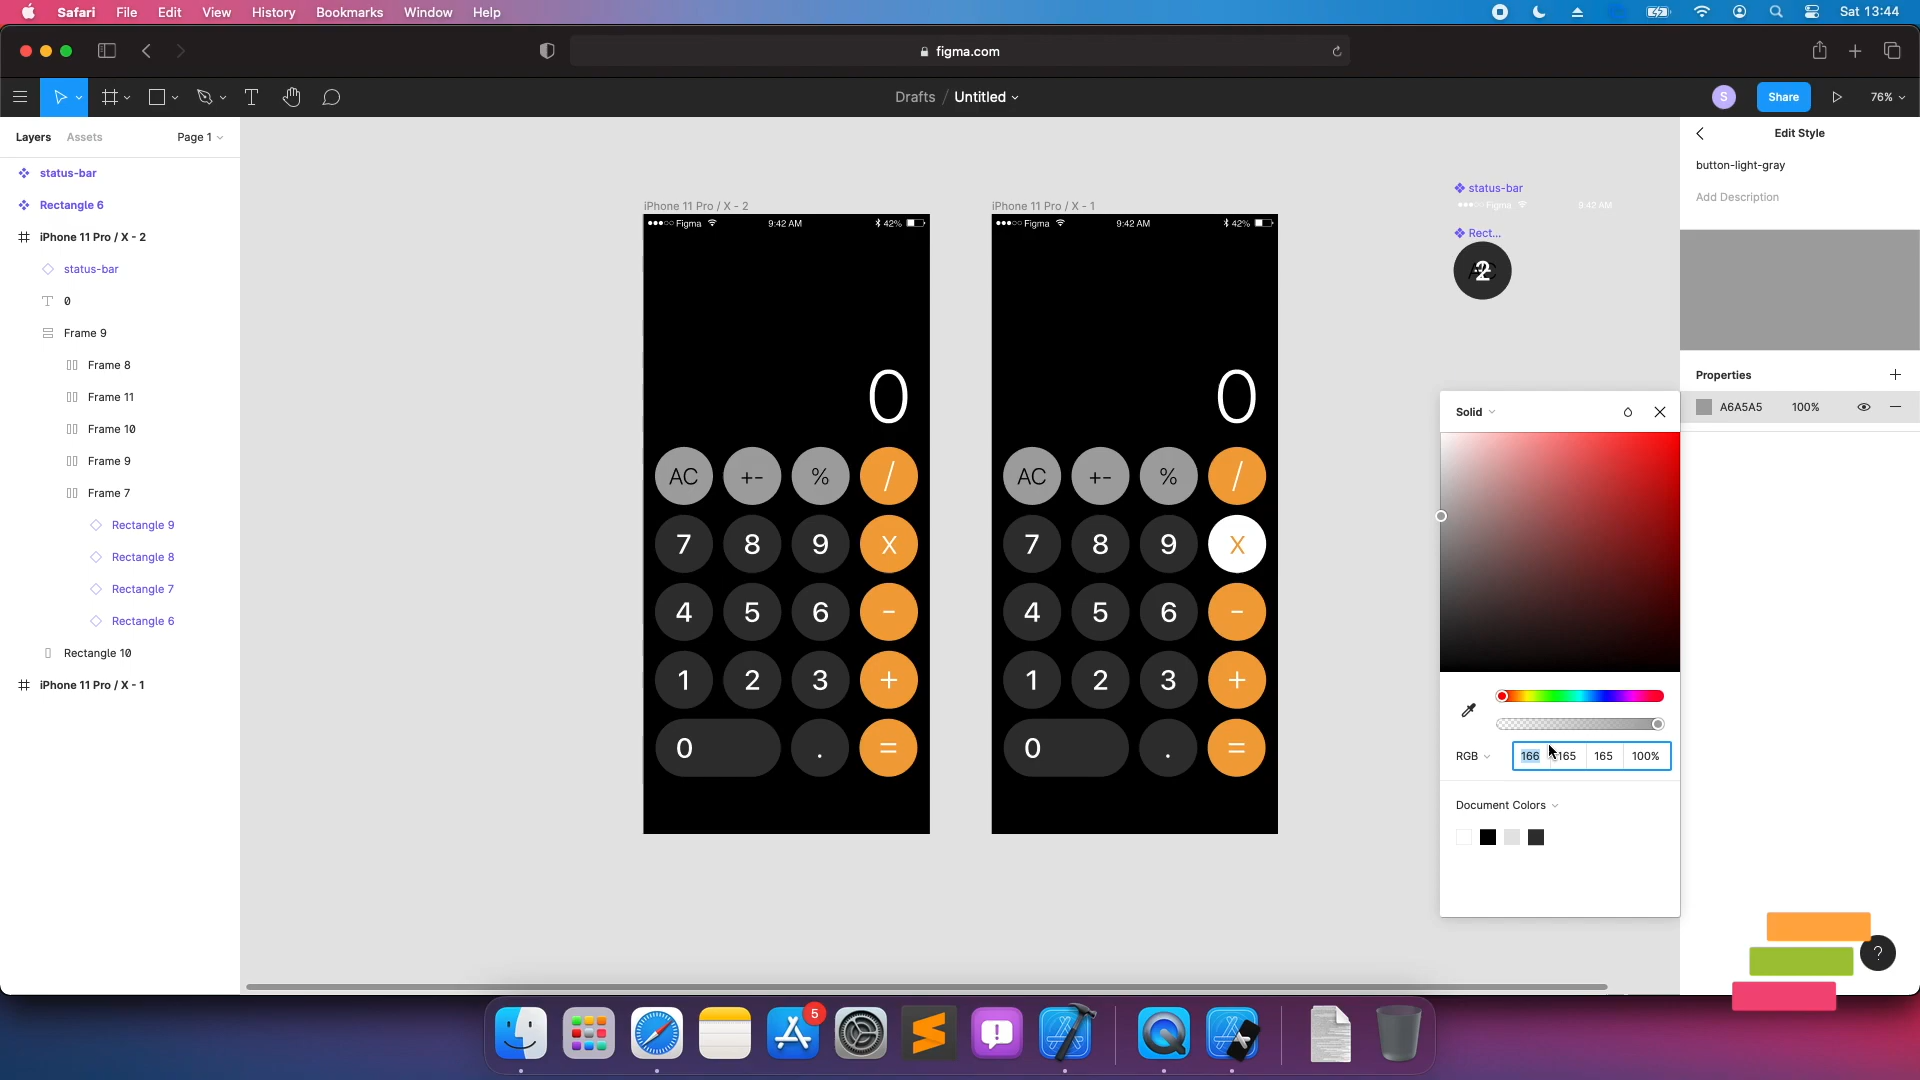 Safari File Edit View History Bookmarks Window Help Sat 13:44
figma.com
Drafts / Untitled S Share 76%
Layers Assets Page 1
status-bar
Rectangle 6
iPhone 11 Pro / X - 2
status-bar
0
Frame 9
Frame 8
Frame 11
Frame 10
Frame 9
Frame 7
Rectangle 9
Rectangle 8
Rectangle 7
Rectangle 6
Rectangle 10
iPhone 11 Pro / X - 1
iPhone 11 Pro / X - 2
Figma 9:42 AM 42%
0
AC +- % /
7 8 9 X
4 5 6 -
1 2 3 +
0 . =
iPhone 11 Pro / X - 1
Figma 9:42 AM 42%
0
AC +- % /
7 8 9 X
4 5 6 -
1 2 3 +
0 . =
status-bar
Figma 9:42 AM
Rect...
2
Edit Style
button-light-gray
Add Description
Properties
A6A5A5 100%
Solid
RGB 166 165 165 100%
Document Colors
?
5